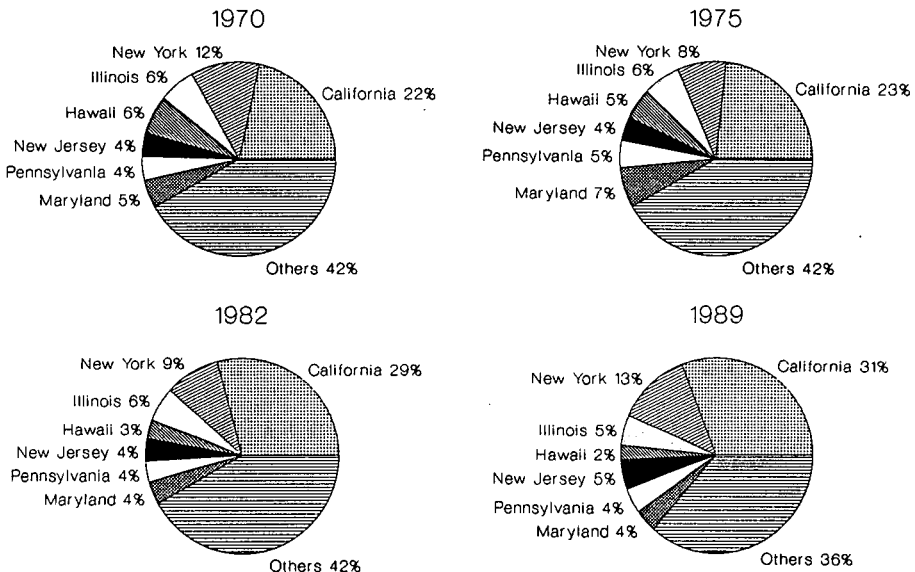 1970
New York 12%
Illinois 6%
California 22%
Hawaii 6%
New Jersey 4%
Pennsylvania 4%
Maryland 5%
Others 42%
1975
New York 8%
Illinois 6%
California 23%
Hawaii 5%
New Jersey 4%
Pennsylvania 5%
Maryland 7%
Others 42%
1982
New York 9%
California 29%
Illinois 6%
Hawaii 3%
New Jersey 4%
Pennsylvania 4%
Maryland 4%
Others 42%
1989
California 31%
New York 13%
Illinois 5%
Hawaii 2%
New Jersey 5%
Pennsylvania 4%
Maryland 4%
Others 36%